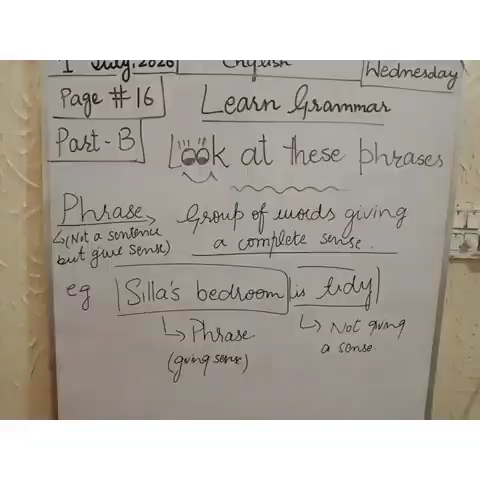 1 July, 2020 English Wednesday
Page # 16 Learn Grammar
Part-B Look at these phrases
Phrase Group of words giving
(Not a sentence a complete sense.
but give sense)
eg Silla's bedroom is tidy
Phrase Not giving
(giving sense) a sense.